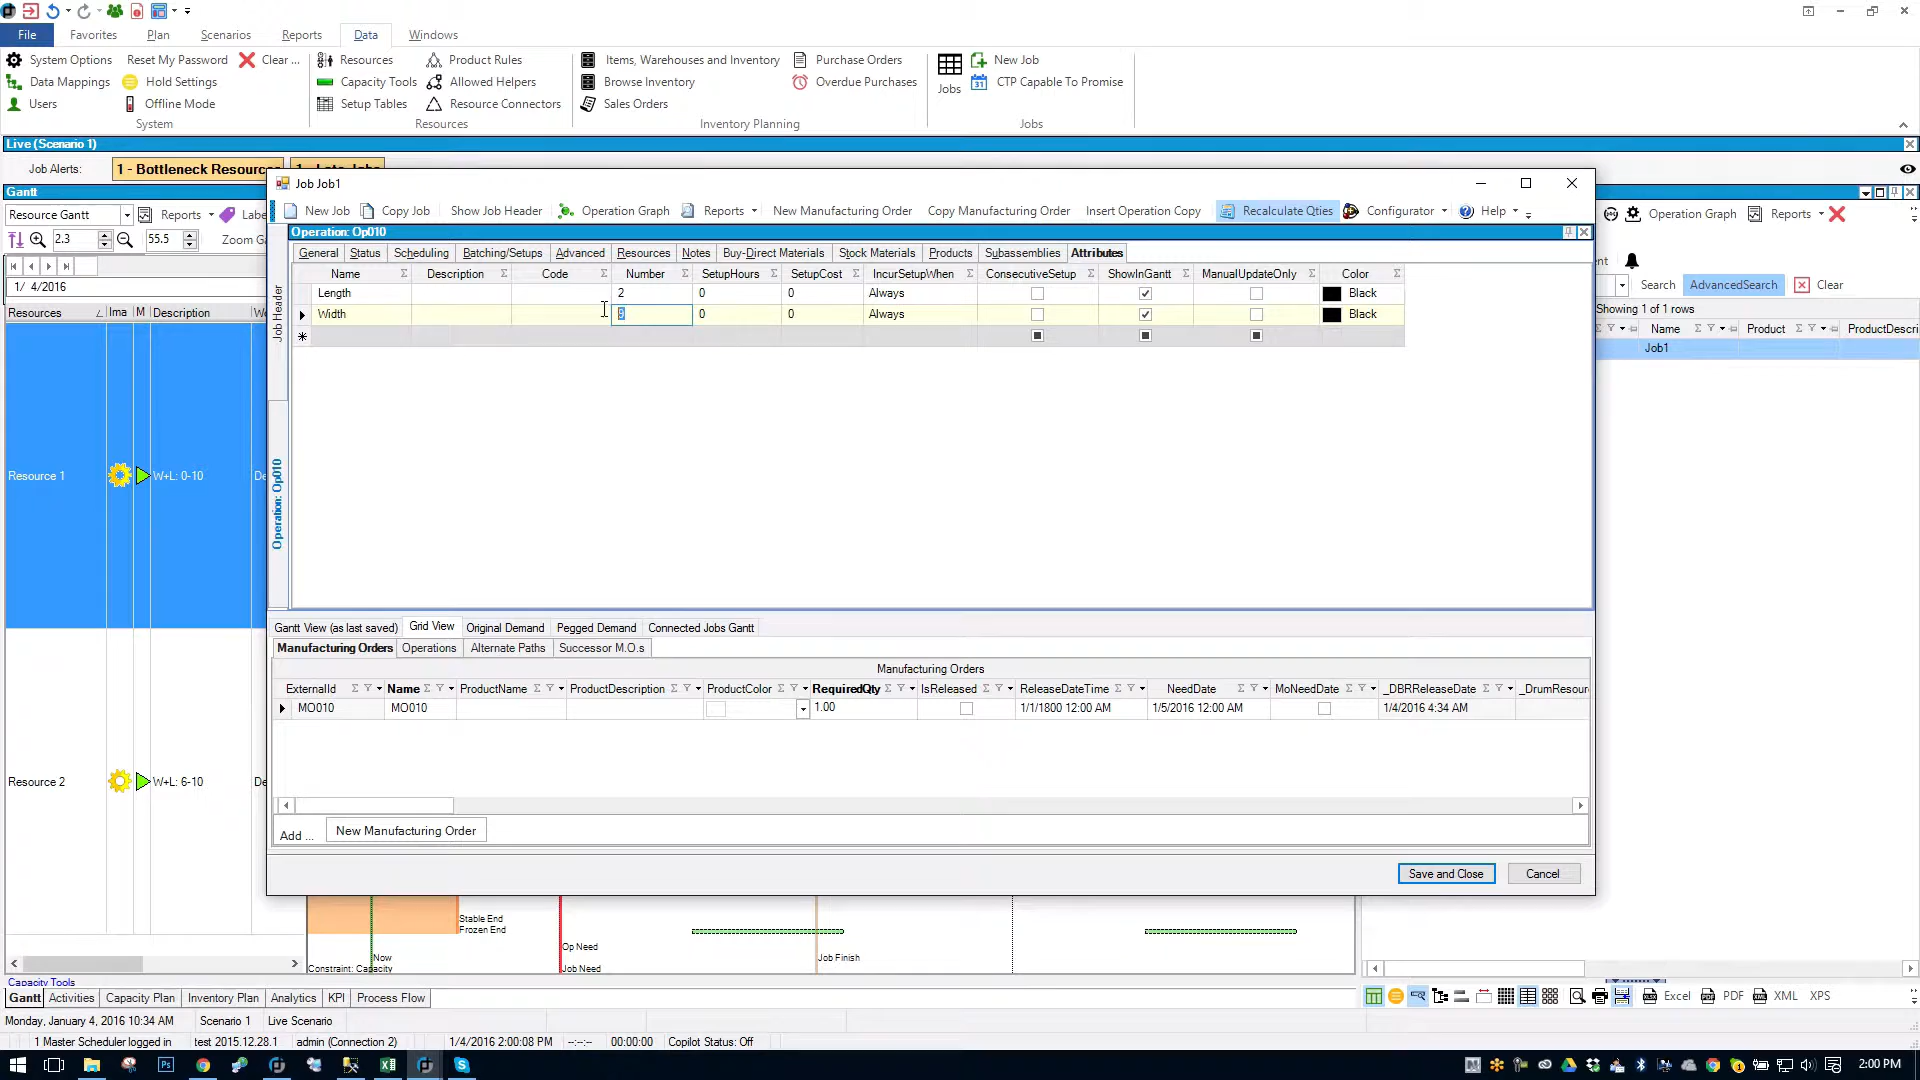 File Favorites Plan Scenarios Reports Data Windows
System Options Reset My Password Clear ... Resources Product Rules Items, Warehouses and Inventory Purchase Orders New Job
Data Mappings Hold Settings Capacity Tools Allowed Helpers Browse Inventory Overdue Purchases Jobs CTP Capable To Promise
Users Offline Mode Setup Tables Resource Connectors Sales Orders
System Resources Inventory Planning Jobs
Live (Scenario 1)
Job Alerts: 1 - Bottleneck Resourc
Gantt Job Job1
Resource Gantt Reports New Job Copy Job Show Job Header Operation Graph Reports New Manufacturing Order Copy Manufacturing Order Insert Operation Copy Recalculate Qties Configurator Help Operation Graph Reports
2.3 55.5 Operation: Op010
General Status Scheduling Batching/Setups Advanced Resources Notes Buy-Direct Materials Stock Materials Products Subassemblies Attributes
Name Description Code Number SetupHours SetupCost IncurSetupWhen ConsecutiveSetup ShowInGantt ManualUpdateOnly Color
1/ 4/2016 Length 2 0 0 Always Black Search AdvancedSearch Clear
Resources Ima M Description Width 0 0 Always Black Showing 1 of 1 rows
Job Header
Name Product ProductDescri
Job1
Resource 1 W+L: 0-10 De
Operation: Op010
Gantt View (as last saved) Grid View Original Demand Pegged Demand Connected Jobs Gantt
Manufacturing Orders Operations Alternate Paths Successor M.O.s
Manufacturing Orders
ExternalId Name ProductName ProductDescription ProductColor RequiredQty IsReleased ReleaseDateTime NeedDate MoNeedDate _DBRReleaseDate _DrumResourc
MO010 MO010 1.00 1/1/1800 12:00 AM 1/5/2016 12:00 AM 1/4/2016 4:34 AM
Resource 2 W+L: 6-10 De
Add ... New Manufacturing Order
Save and Close Cancel
Stable End
Frozen End
Op Need
Now Job Finish
Constraint: Capacity Job Need
Capacity Tools
Gantt Activities Capacity Plan Inventory Plan Analytics KPI Process Flow Excel PDF XML XPS
Monday, January 4, 2016 10:34 AM Scenario 1 Live Scenario
1 Master Scheduler logged in test 2015.12.28.1 admin (Connection 2) 1/4/2016 2:00:08 PM --:--:-- 00:00:00 Copilot Status: Off
2:00 PM